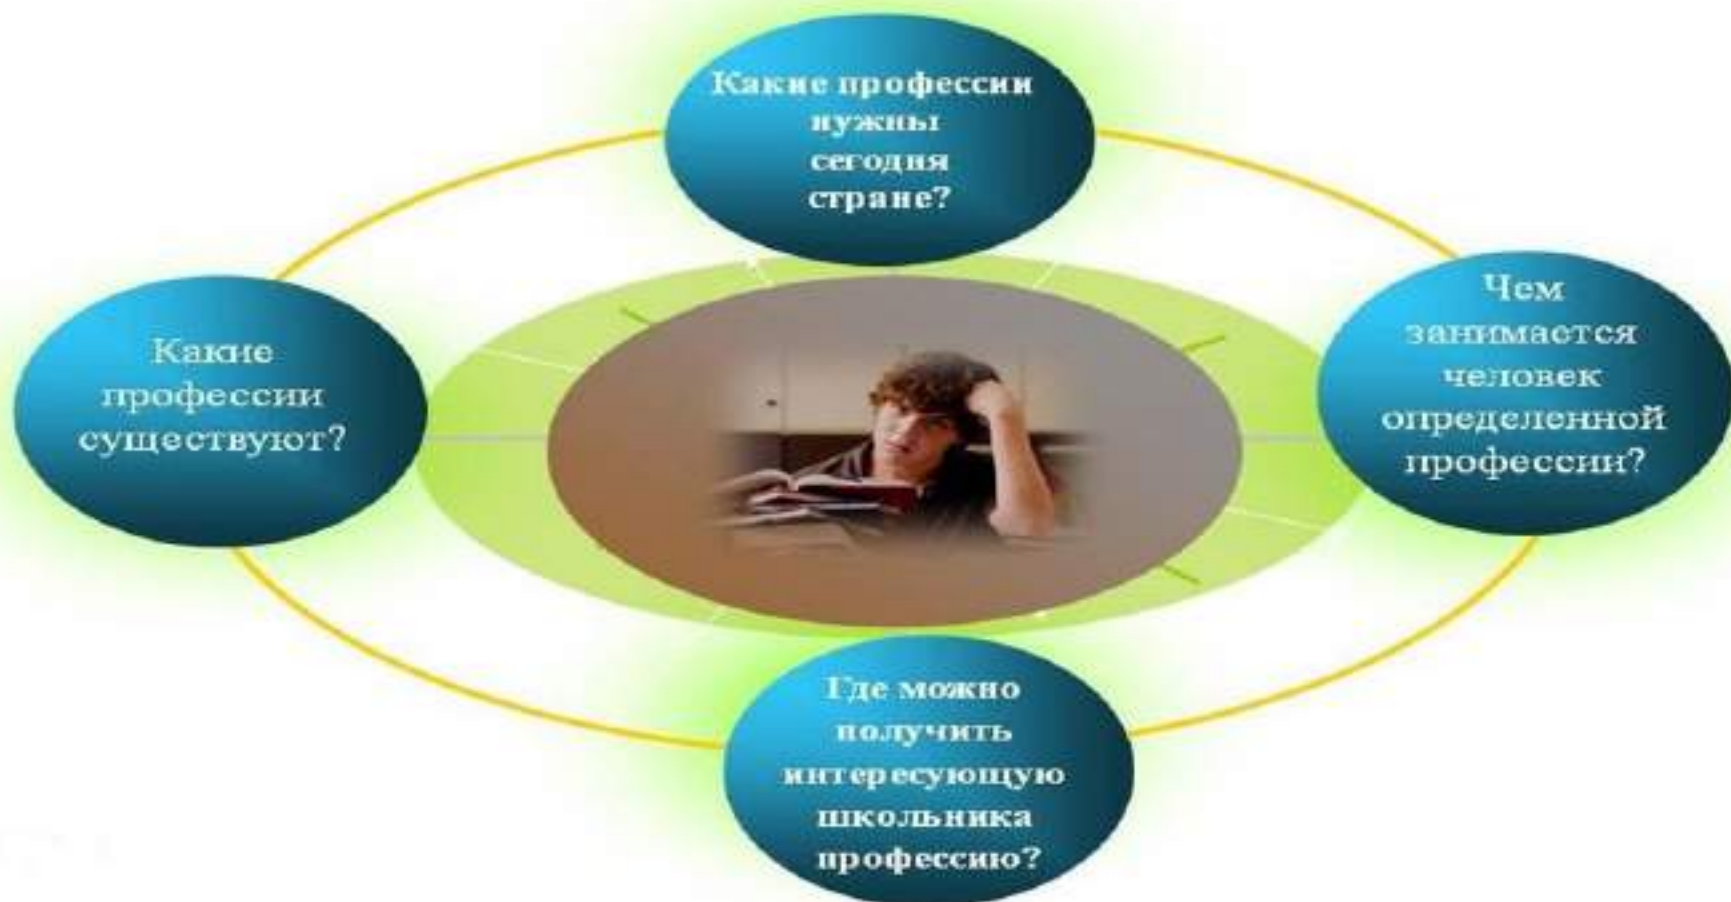 Какие профессии
нужны
сегодня
стране?
Какие
профессии
существуют?
Чем
занимается
человек
определенной
профессии?
Где можно
получить
интересующую
школьника
профессию?